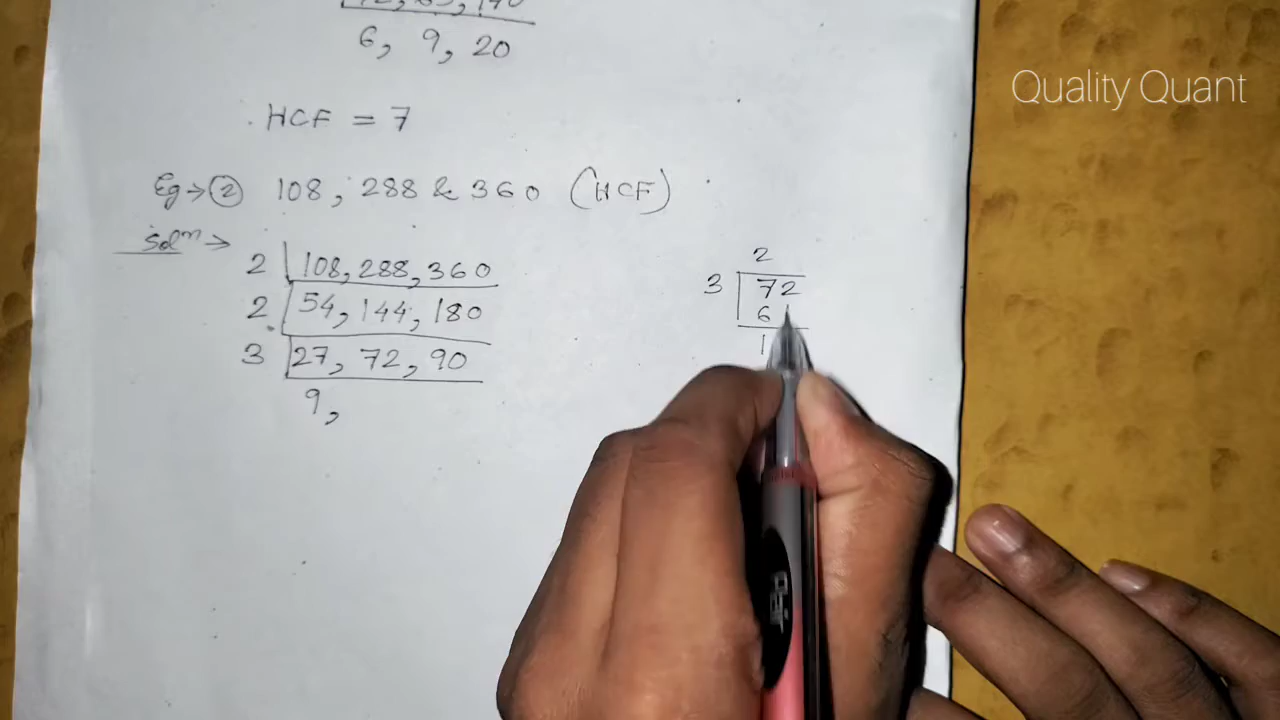 6, 9, 20
HCF = 7
Eg→② 108, 288 & 360 (HCF)
Solⁿ→
2 108, 288, 360
2 54, 144, 180
3 27, 72, 90
9,
2
3 72
6
1
Quality Quant